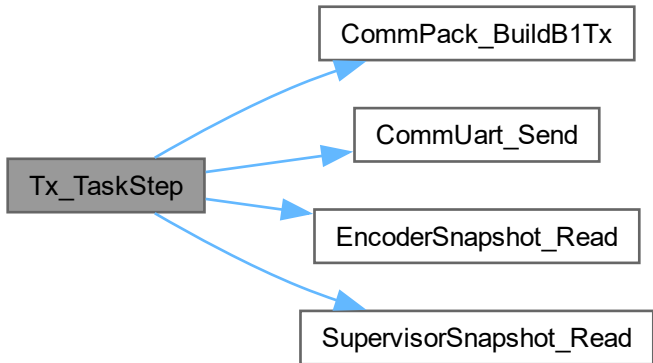 CommPack_BuildB1Tx
CommUart_Send
Tx_TaskStep
EncoderSnapshot_Read
SupervisorSnapshot_Read